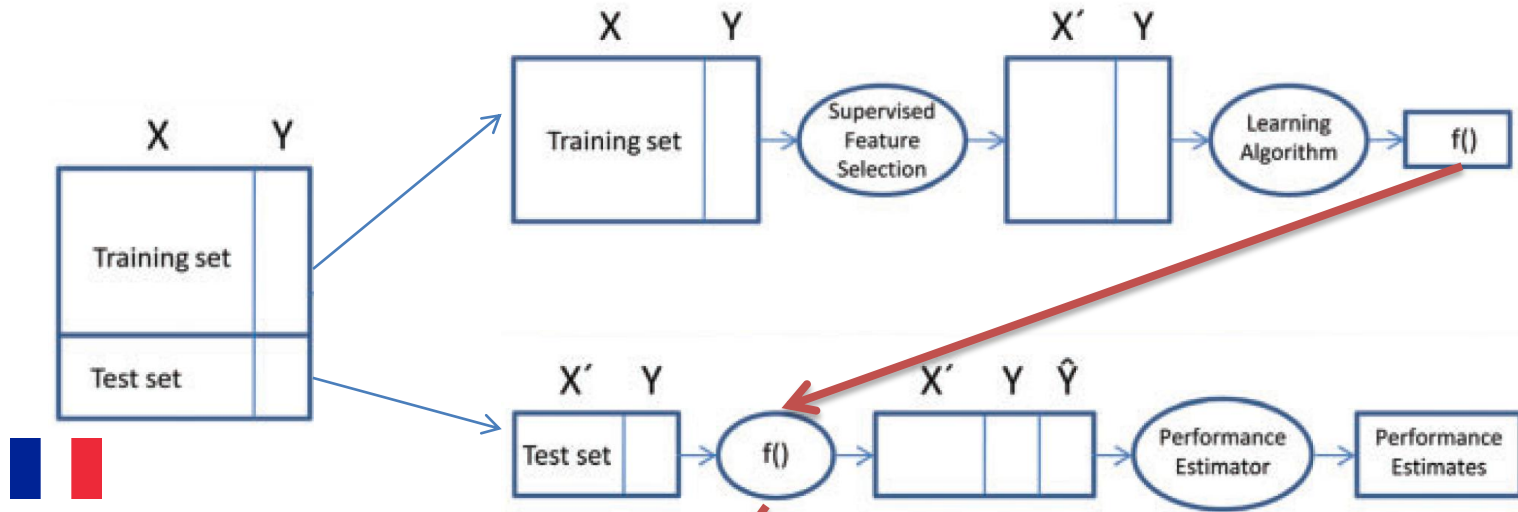 X Y
Training set
Test set
X Y
Training set
Supervised
Feature
Selection
X´ Y
Learning
Algorithm
f()
X´ Y
Test set
f()
X´ Y Ŷ
Performance
Estimator
Performance
Estimates